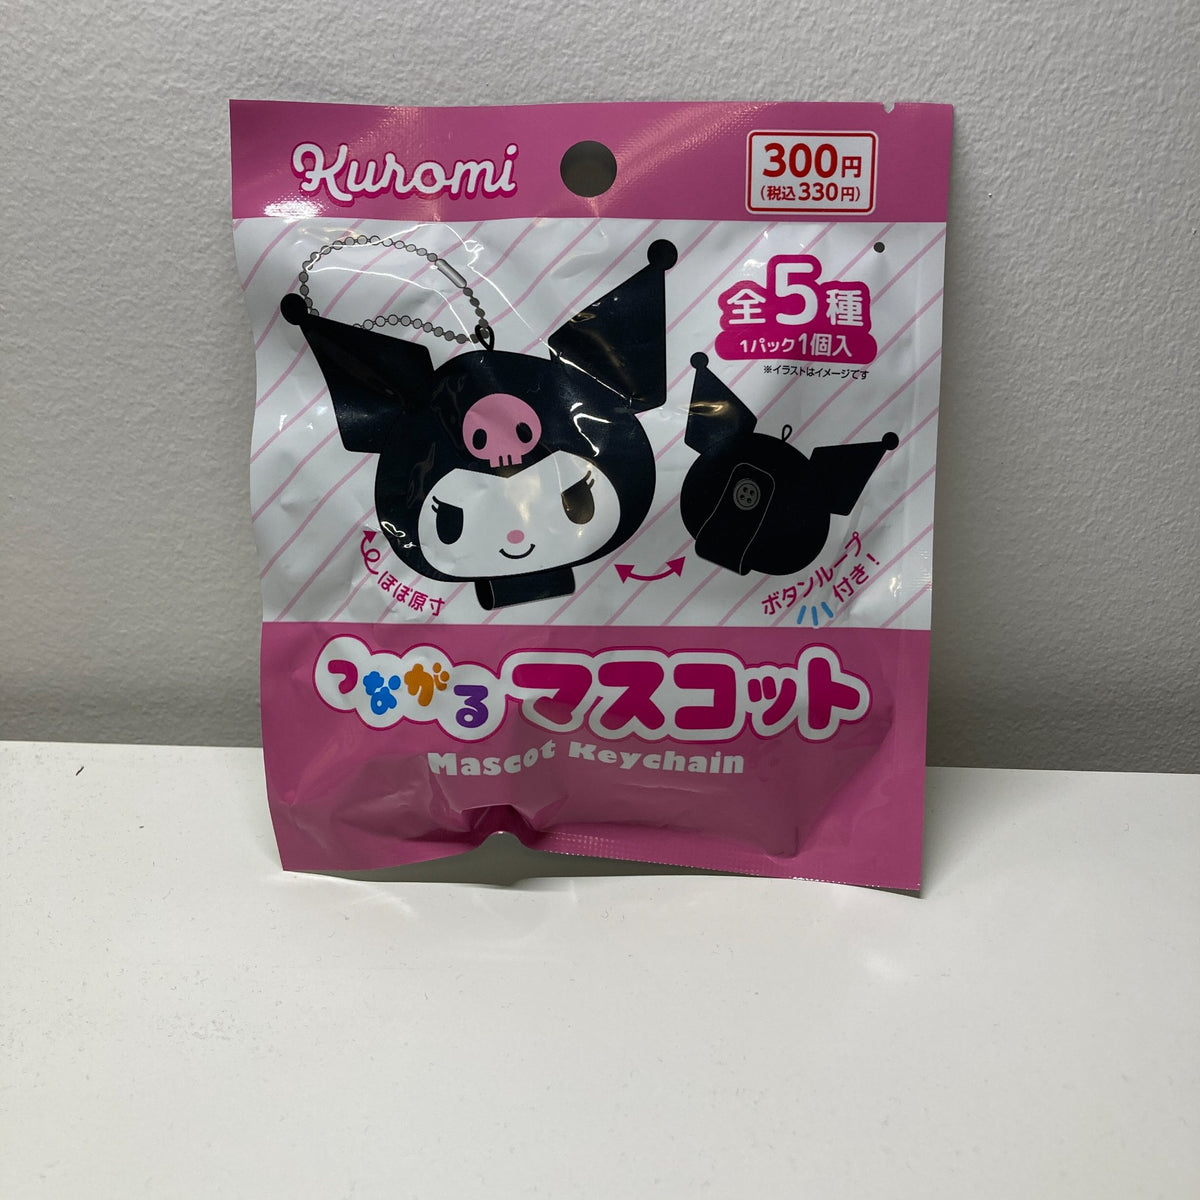 Kuromi
300円
(税込330円)
全5種
1パック1個入
※イラストはイメージです
ほぼ原寸
ボタンループ
付き!
つながる マスコット
Mascot Keychain